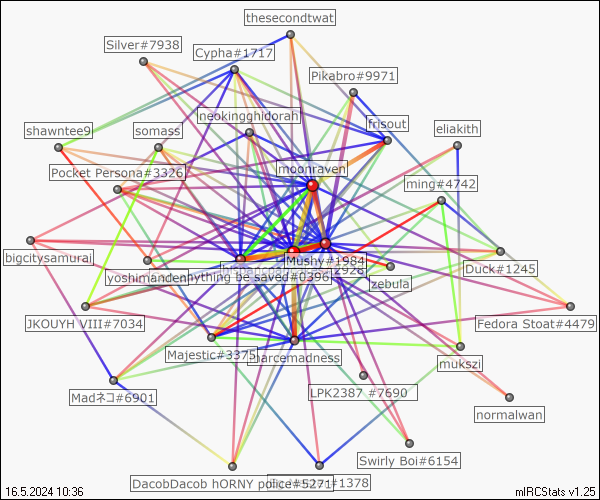 thesecondtwat
Silver#7938
Cypha#1717
Pikabro#9971
neokingghidorah
frisout
shawntee9
somass
eliakith
moonraven
Pocket Persona#3326
ming#4742
bigcitysamurai
Mushy#1984
Duck#1245
yoshimanden
nything be saved#0396
2928
zebula
JKOUYH VIII#7034
Fedora Stoat#4479
Majestic#3375
marcemadness
mukszi
Madネコ#6901
LPK2387 #7690
normalwan
Swirly Boi#6154
DacobDacob hORNY police#5271
#1378
16.5.2024 10:36
mIRCStats v1.25